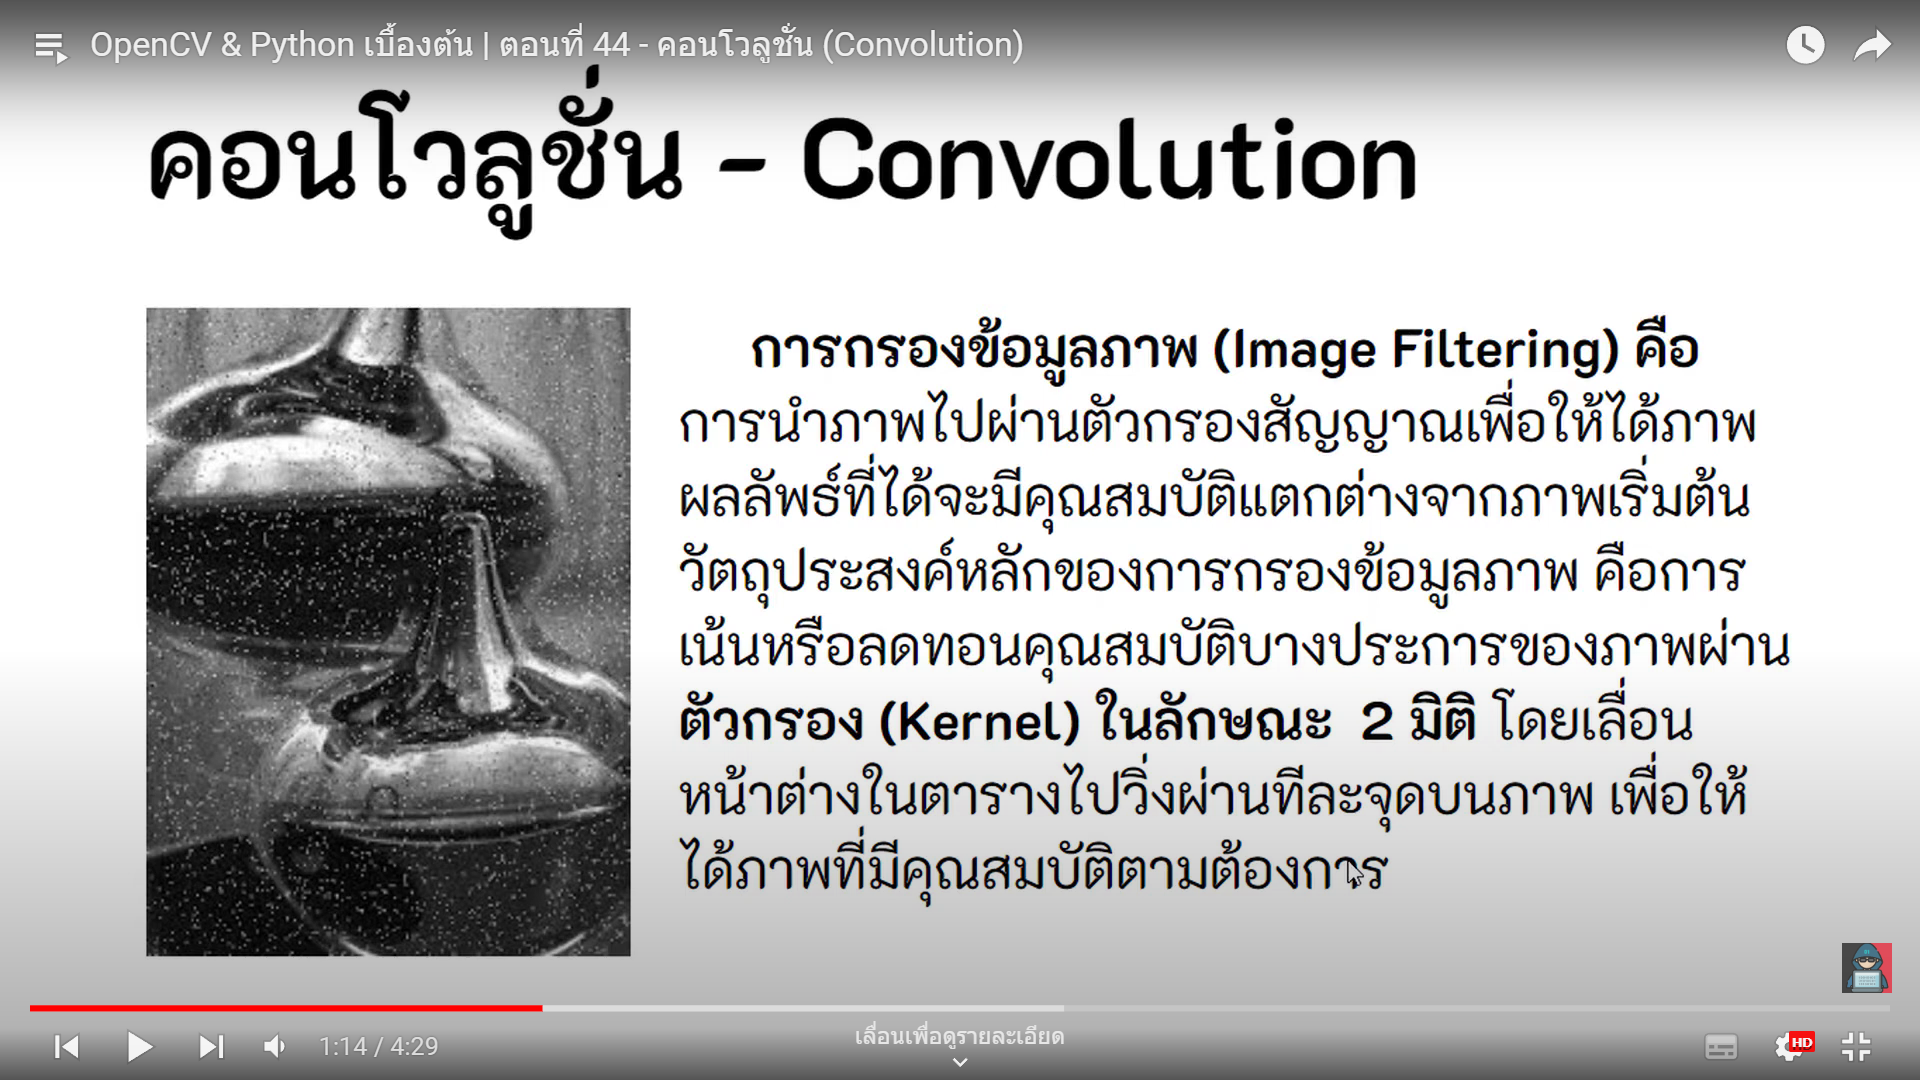 OpenCV & Python เบื้องต้น | ตอนที่ 44 - คอนโวลูชั่น (Convolution)
คอนโวลูชั่น - Convolution
การกรองข้อมูลภาพ (Image Filtering) คือ
การนำภาพไปผ่านตัวกรองสัญญาณเพื่อให้ได้ภาพ
ผลลัพธ์ที่ได้จะมีคุณสมบัติแตกต่างจากภาพเริ่มต้น
วัตถุประสงค์หลักของการกรองข้อมูลภาพ คือการ
เน้นหรือลดทอนคุณสมบัติบางประการของภาพผ่าน
ตัวกรอง (Kernel) ในลักษณะ  2 มิติ โดยเลื่อน
หน้าต่างในตารางไปวิ่งผ่านทีละจุดบนภาพ เพื่อให้
ได้ภาพที่มีคุณสมบัติตามต้องการ
1:14 / 4:29
เลื่อนเพื่อดูรายละเอียด
HD